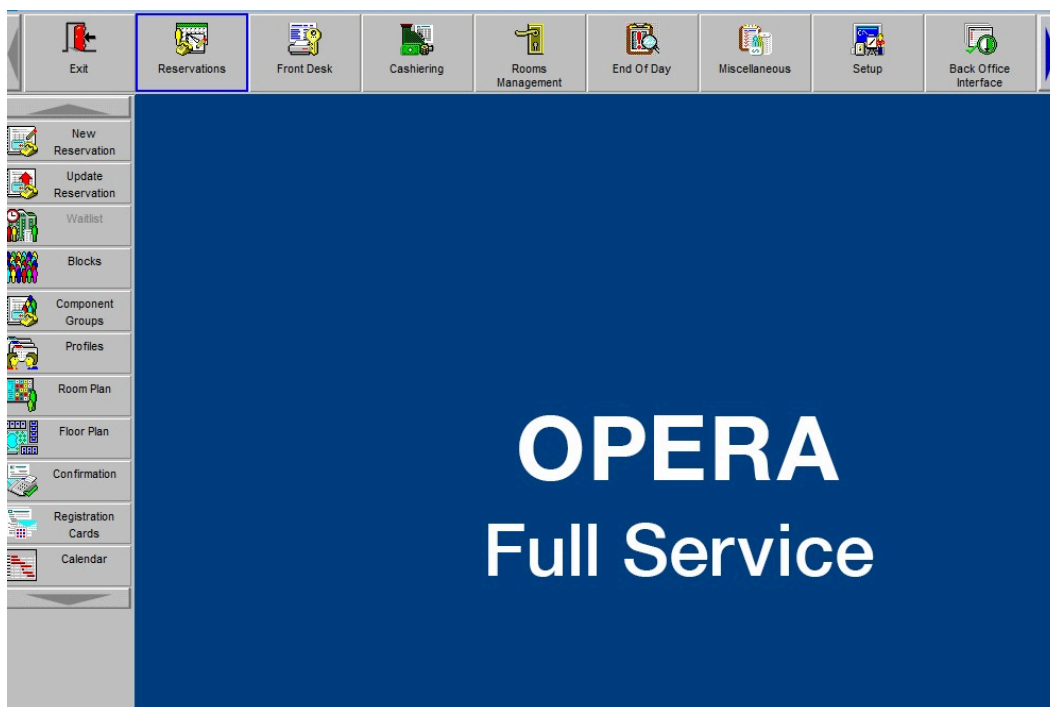 Exit
Reservations
Front Desk
Cashiering
Rooms
Management
End Of Day
Miscellaneous
Setup
Back Office
Interface
New
Reservation
Update
Reservation
Waitlist
Blocks
Component
Groups
Profiles
Room Plan
Floor Plan
Confirmation
Registration
Cards
Calendar
OPERA
Full Service